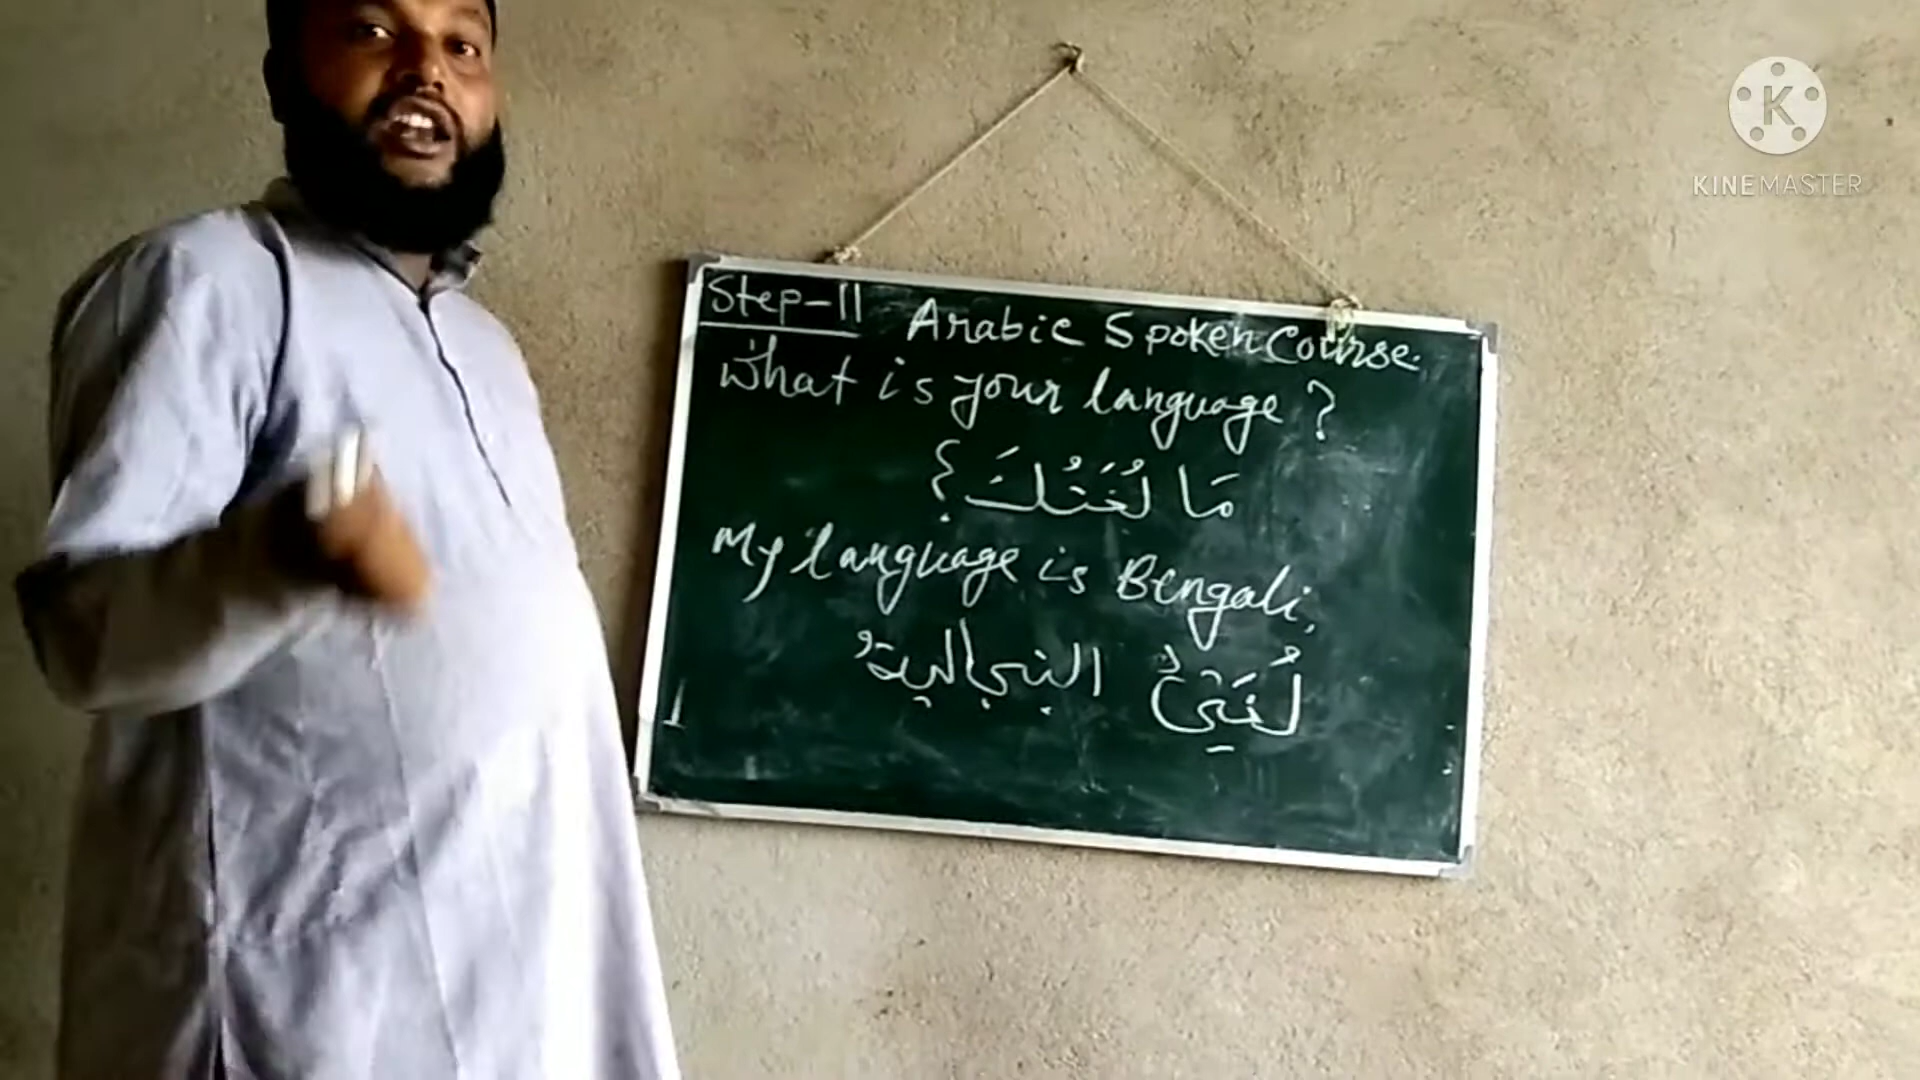 Step-11
Arabic Spoken Course.
What is your language ?
مَا لُغَتُكَ ؟
My language is Bengali,
لُغَتِيْ البنجاليةُ
KINEMASTER